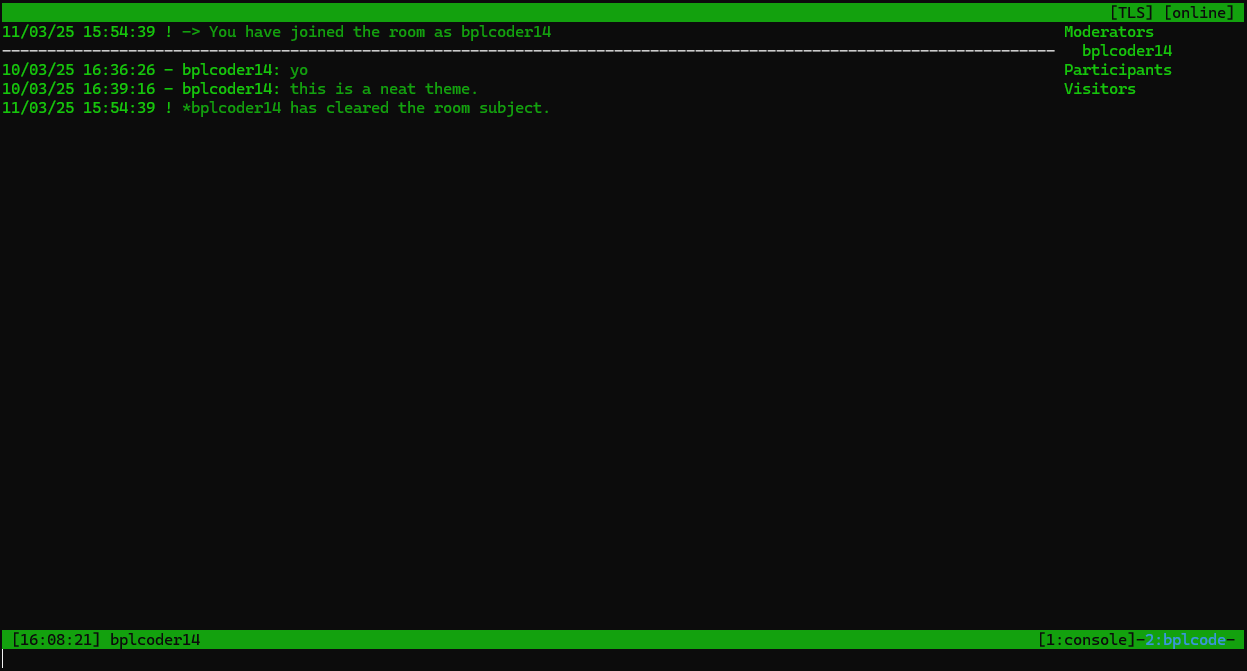 [TLS] [online]
11/03/25 15:54:39 ! -> You have joined the room as bplcoder14
Moderators
bplcoder14
10/03/25 16:36:26 - bplcoder14: yo
Participants
10/03/25 16:39:16 - bplcoder14: this is a neat theme.
Visitors
11/03/25 15:54:39 ! *bplcoder14 has cleared the room subject.
[16:08:21] bplcoder14
[1:console]-2:bplcode-